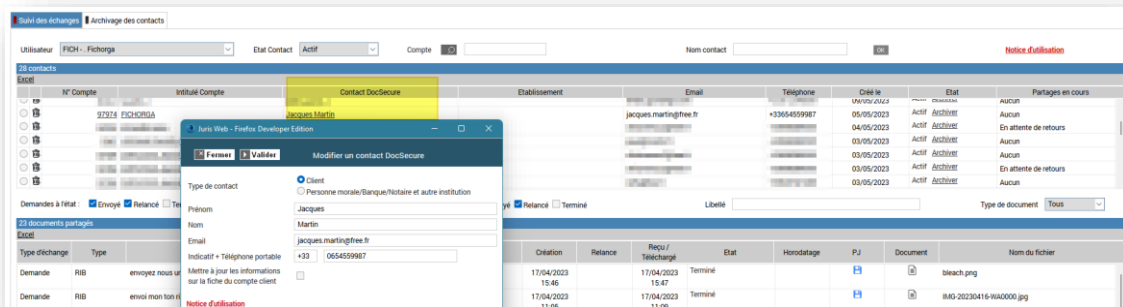 Suivi des échanges Archivage des contacts
Utilisateur FICH - . Fichorga Etat Contact Actif Compte Nom contact OK Notice d'utilisation
28 contacts
Excel
N° Compte Intitulé Compte Contact DocSecure Etablissement Email Téléphone Créé le Etat Partages en cours
09/05/2023 Actif Archiver Aucun
97974 FICHORGA Jacques Martin jacques.martin@free.fr +33654559987 05/05/2023 Actif Archiver Aucun
04/05/2023 Actif Archiver En attente de retours
03/05/2023 Actif Archiver Aucun
03/05/2023 Actif Archiver Aucun
03/05/2023 Actif Archiver En attente de retours
03/05/2023 Actif Archiver Aucun
Juris Web - Firefox Developer Edition
Fermer Valider Modifier un contact DocSecure
Type de contact Client
Personne morale/Banque/Notaire et autre institution
Prénom Jacques
Nom Martin
Email jacques.martin@free.fr
Indicatif + Téléphone portable +33 0654559987
Mettre à jour les informations
sur la fiche du compte client
Notice d'utilisation
Demandes à l'état : Envoyé Relancé Relancé Terminé Libellé Type de document Tous
23 documents partagés
Excel
Type d'échange Type Création Relance Reçu / Téléchargé Etat Horodatage PJ Document Nom du fichier
Demande RIB envoyez nous 17/04/2023 15:46 17/04/2023 15:47 Terminé bleach.png
Demande RIB envoi mon ton 17/04/2023 17/04/2023 Terminé IMG-20230416-WA0000.jpg